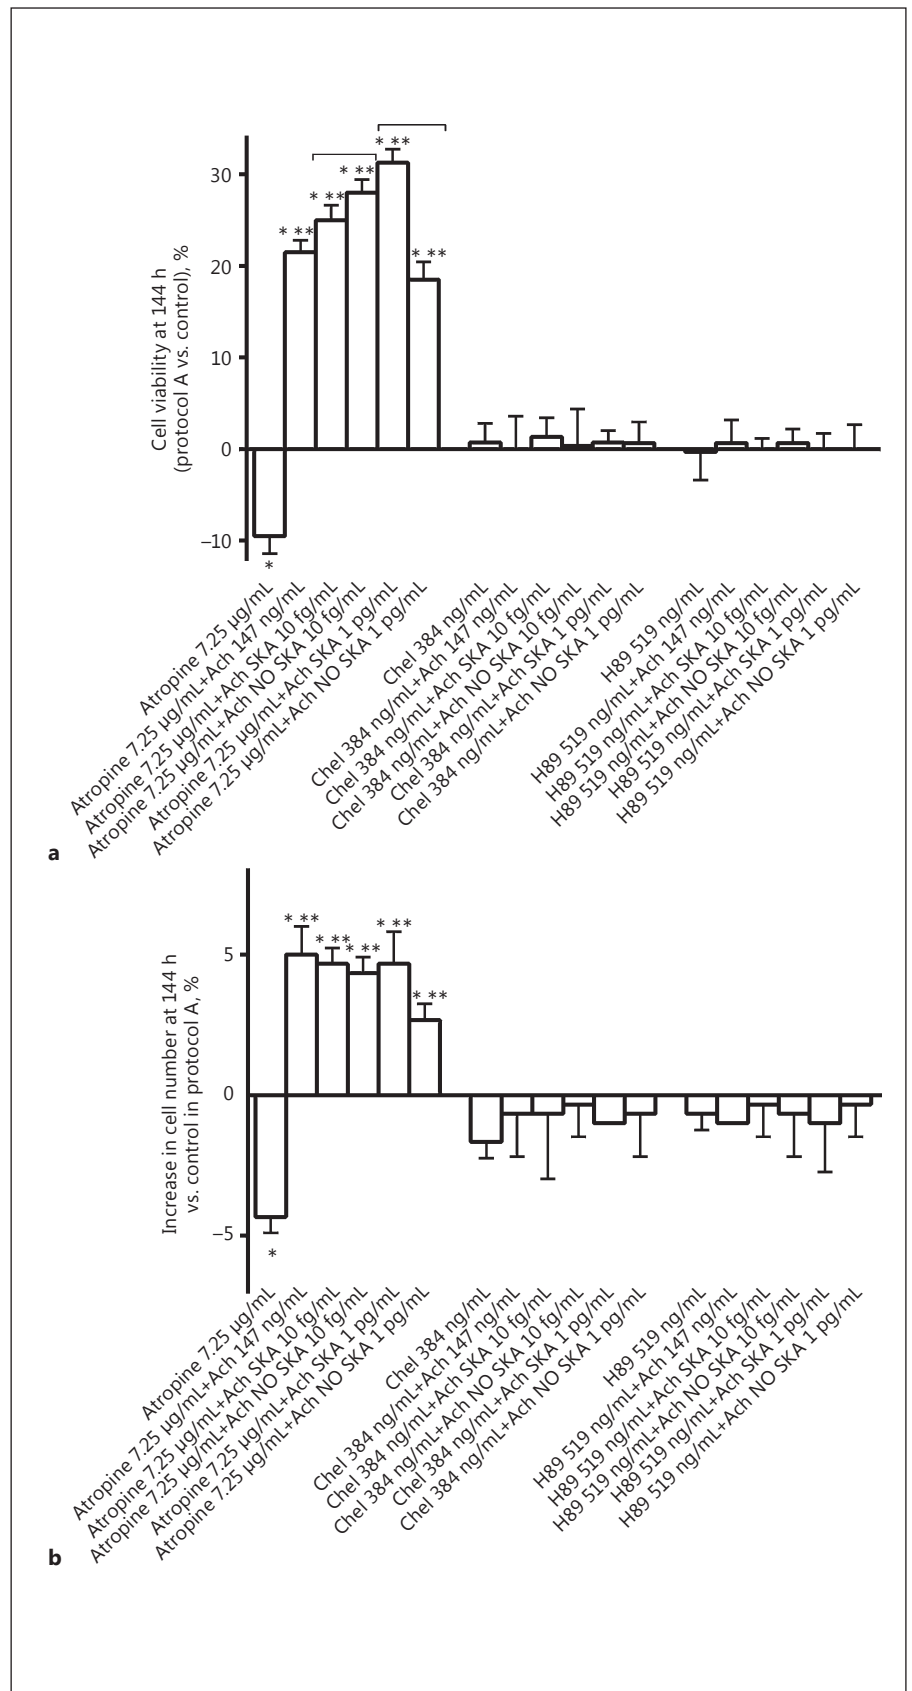 30
20
10
0
−10
Cell viability at 144 h
(protocol A vs. control), %
* **
* **
* **
* **
* **
*
Atropine 7.25 µg/mL
Atropine 7.25 µg/mL+Ach 147 ng/mL
Atropine 7.25 µg/mL+Ach SKA 10 fg/mL
Atropine 7.25 µg/mL+Ach NO SKA 10 fg/mL
Atropine 7.25 µg/mL+Ach SKA 1 pg/mL
Atropine 7.25 µg/mL+Ach NO SKA 1 pg/mL
Chel 384 ng/mL
Chel 384 ng/mL+Ach 147 ng/mL
Chel 384 ng/mL+Ach SKA 10 fg/mL
Chel 384 ng/mL+Ach NO SKA 10 fg/mL
Chel 384 ng/mL+Ach SKA 1 pg/mL
Chel 384 ng/mL+Ach NO SKA 1 pg/mL
H89 519 ng/mL
H89 519 ng/mL+Ach 147 ng/mL
H89 519 ng/mL+Ach SKA 10 fg/mL
H89 519 ng/mL+Ach NO SKA 10 fg/mL
H89 519 ng/mL+Ach SKA 1 pg/mL
H89 519 ng/mL+Ach NO SKA 1 pg/mL
a
5
0
−5
Increase in cell number at 144 h
vs. control in protocol A, %
* **
* **
* **
* **
* **
*
Atropine 7.25 µg/mL
Atropine 7.25 µg/mL+Ach 147 ng/mL
Atropine 7.25 µg/mL+Ach SKA 10 fg/mL
Atropine 7.25 µg/mL+Ach NO SKA 10 fg/mL
Atropine 7.25 µg/mL+Ach SKA 1 pg/mL
Atropine 7.25 µg/mL+Ach NO SKA 1 pg/mL
Chel 384 ng/mL
Chel 384 ng/mL+Ach 147 ng/mL
Chel 384 ng/mL+Ach SKA 10 fg/mL
Chel 384 ng/mL+Ach NO SKA 10 fg/mL
Chel 384 ng/mL+Ach SKA 1 pg/mL
Chel 384 ng/mL+Ach NO SKA 1 pg/mL
H89 519 ng/mL
H89 519 ng/mL+Ach 147 ng/mL
H89 519 ng/mL+Ach SKA 10 fg/mL
H89 519 ng/mL+Ach NO SKA 10 fg/mL
H89 519 ng/mL+Ach SKA 1 pg/mL
H89 519 ng/mL+Ach NO SKA 1 pg/mL
b